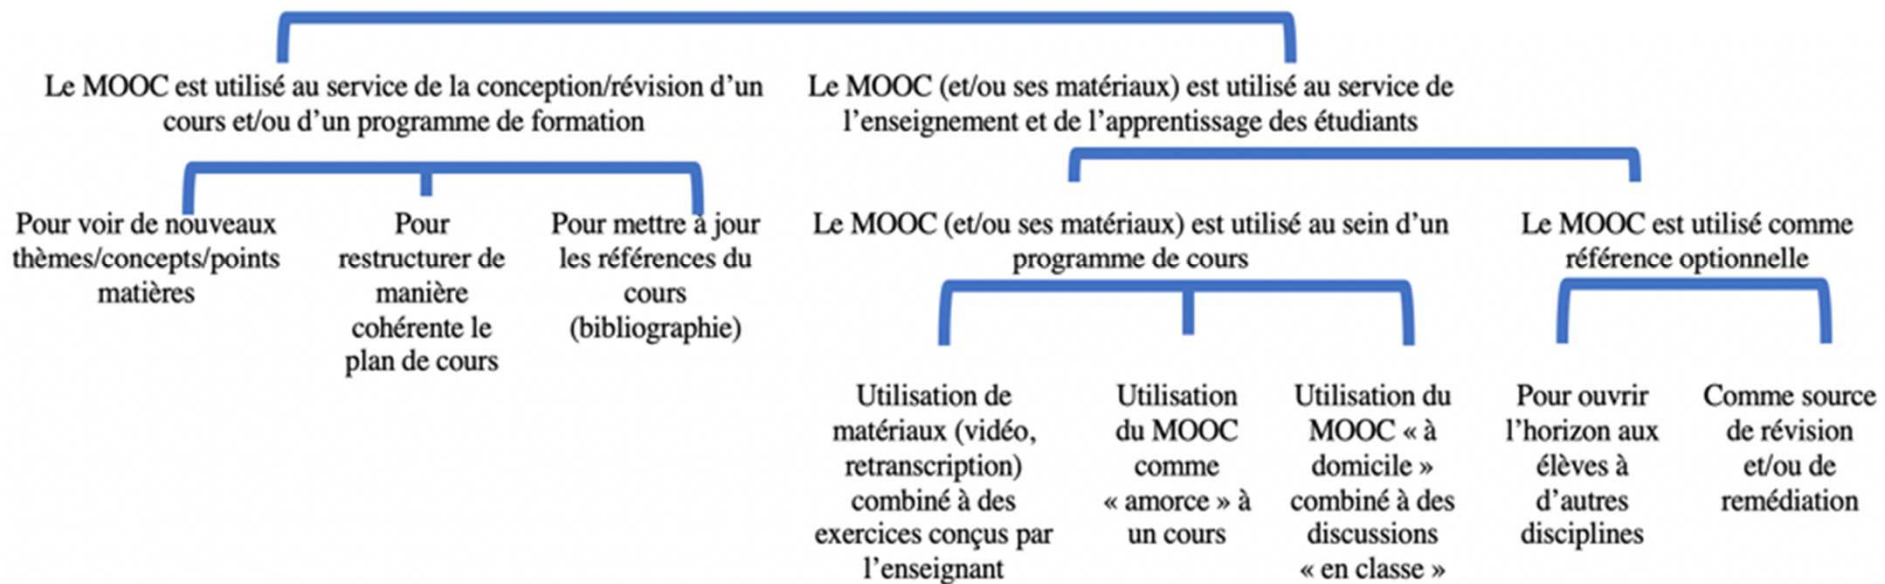 Le MOOC est utilisé au service de la conception/révision d’un
cours et/ou d’un programme de formation
Le MOOC (et/ou ses matériaux) est utilisé au service de
l’enseignement et de l’apprentissage des étudiants
Pour voir de nouveaux
thèmes/concepts/points
matières
Pour
restructurer de
manière
cohérente le
plan de cours
Pour mettre à jour
les références du
cours
(bibliographie)
Le MOOC (et/ou ses matériaux) est utilisé au sein d’un
programme de cours
Le MOOC est utilisé comme
référence optionnelle
Utilisation de
matériaux (vidéo,
retranscription)
combiné à des
exercices conçus par
l’enseignant
Utilisation
du MOOC
comme
« amorce » à
un cours
Utilisation du
MOOC « à
domicile »
combiné à des
discussions
« en classe »
Pour ouvrir
l’horizon aux
élèves à
d’autres
disciplines
Comme source
de révision
et/ou de
remédiation